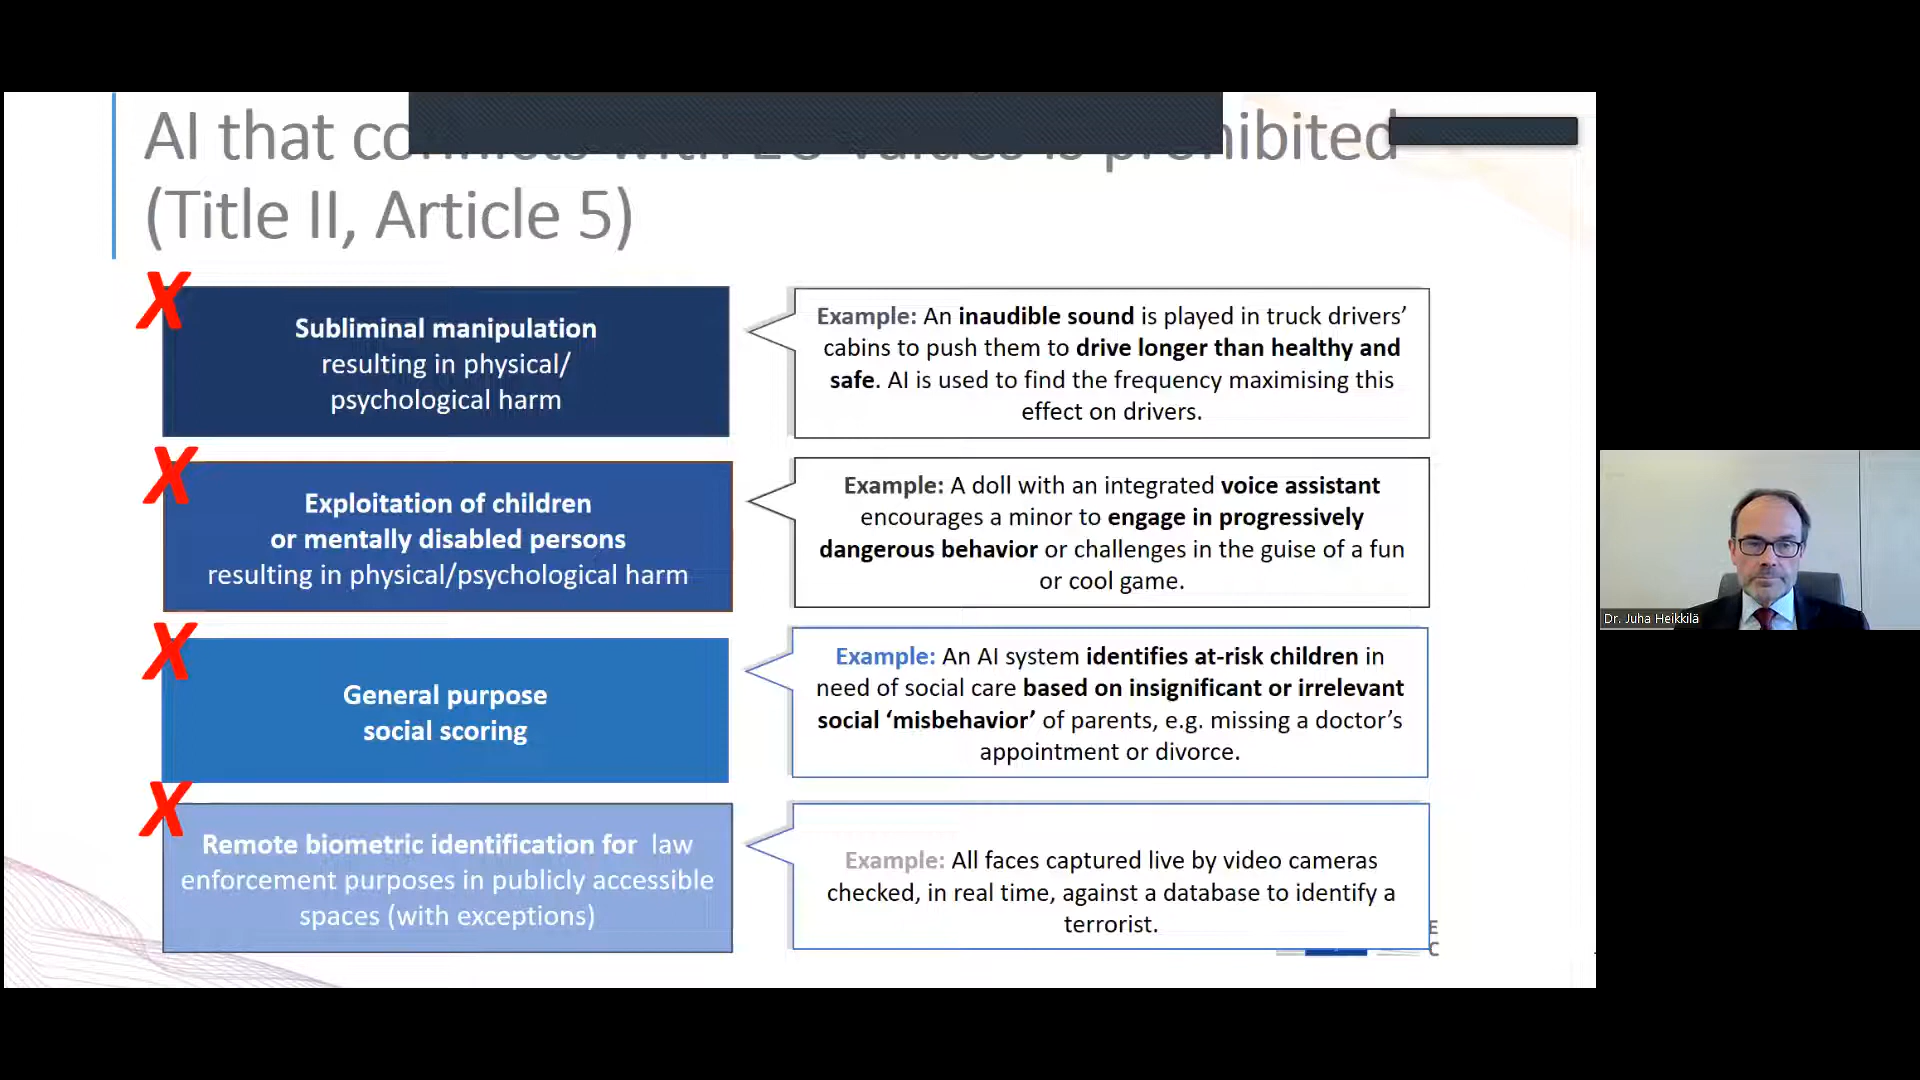 AI that conflicts with EU values is prohibited
(Title II, Article 5)
X
Subliminal manipulation
resulting in physical/
psychological harm
Example: An inaudible sound is played in truck drivers’
cabins to push them to drive longer than healthy and
safe. AI is used to find the frequency maximising this
effect on drivers.
X
Exploitation of children
or mentally disabled persons
resulting in physical/psychological harm
Example: A doll with an integrated voice assistant
encourages a minor to engage in progressively
dangerous behavior or challenges in the guise of a fun
or cool game.
X
General purpose
social scoring
Example: An AI system identifies at-risk children in
need of social care based on insignificant or irrelevant
social ‘misbehavior’ of parents, e.g. missing a doctor’s
appointment or divorce.
X
Remote biometric identification for law
enforcement purposes in publicly accessible
spaces (with exceptions)
Example: All faces captured live by video cameras
checked, in real time, against a database to identify a
terrorist.
E
C
Dr. Juha Heikkilä